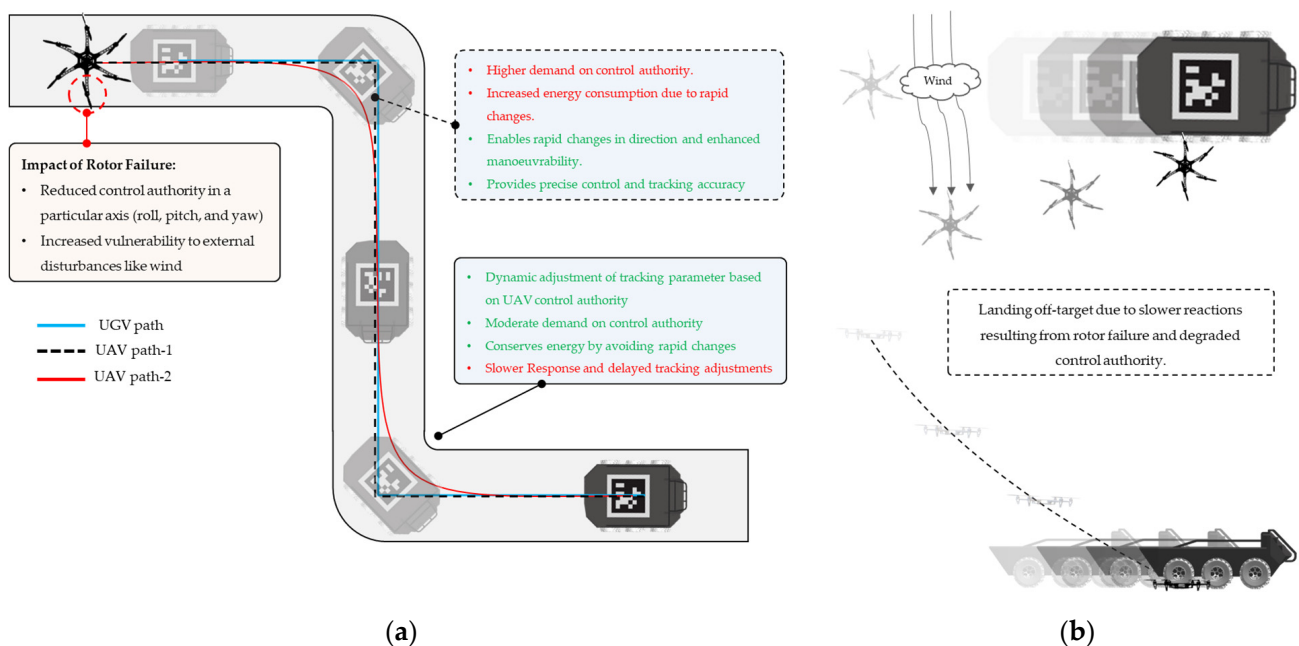 Impact of Rotor Failure:
• Reduced control authority in a
particular axis (roll, pitch, and yaw)
• Increased vulnerability to external
disturbances like wind
• Higher demand on control authority.
• Increased energy consumption due to rapid
changes.
• Enables rapid changes in direction and enhanced
manoeuvrability.
• Provides precise control and tracking accuracy
• Dynamic adjustment of tracking parameter based
on UAV control authority
• Moderate demand on control authority
• Conserves energy by avoiding rapid changes
• Slower Response and delayed tracking adjustments
UGV path
UAV path-1
UAV path-2
(a)
Wind
Landing off-target due to slower reactions
resulting from rotor failure and degraded
control authority.
(b)